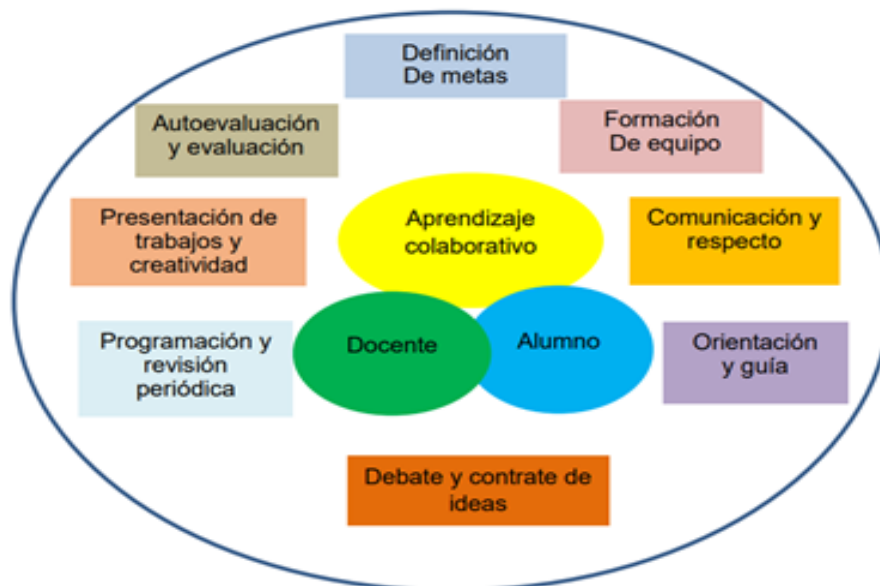 Definición
De metas
Autoevaluación
y evaluación
Formación
De equipo
Presentación de
trabajos y
creatividad
Aprendizaje
colaborativo
Comunicación y
respecto
Programación y
revisión
periódica
Docente
Alumno
Orientación
y guía
Debate y contrate de
ideas